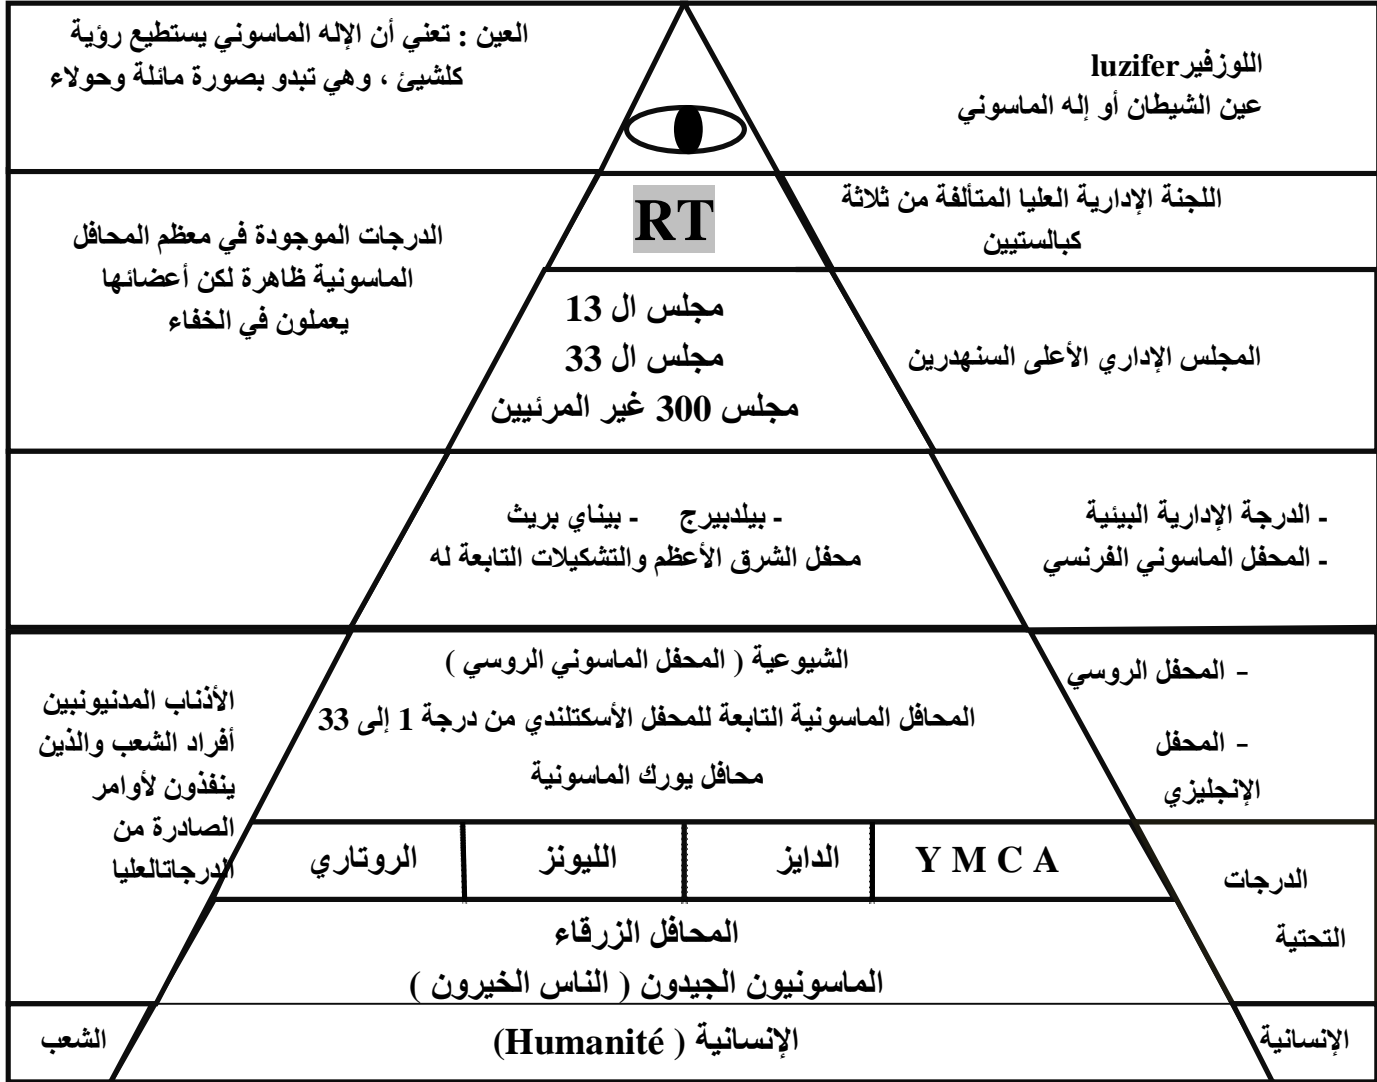 اللوزفيرluzifer
عين الشيطان أو إله الماسوني
العين : تعني أن الإله الماسوني يستطيع رؤية
كلشيئ ، وهي تبدو بصورة مائلة وحولاء
اللجنة الإدارية العليا المتألفة من ثلاثة
كبالستيين
RT
الدرجات الموجودة في معظم المحافل
الماسونية ظاهرة لكن أعضائها
يعملون في الخفاء
المجلس الإداري الأعلى السنهدرين
مجلس ال 13
مجلس ال 33
مجلس 300 غير المرئيين
- الدرجة الإدارية البيئية
- المحفل الماسوني الفرنسي
- بيلدبيرج - بيناي بريث
محفل الشرق الأعظم والتشكيلات التابعة له
- المحفل الروسي
- المحفل
الإنجليزي
الشيوعية ( المحفل الماسوني الروسي )
المحافل الماسونية التابعة للمحفل الأسكتلندي من درجة 1 إلى 33
محافل يورك الماسونية
الأذناب المدنيونبين
أفراد الشعب والذين
ينفذون لأوامر
الصادرة من
الدرجاتالعليا
الدرجات
التحتية
Y M C A
الدايز
الليونز
الروتاري
المحافل الزرقاء
الماسونيون الجيدون ( الناس الخيرون )
الإنسانية
الإنسانية ( Humanité)
الشعب